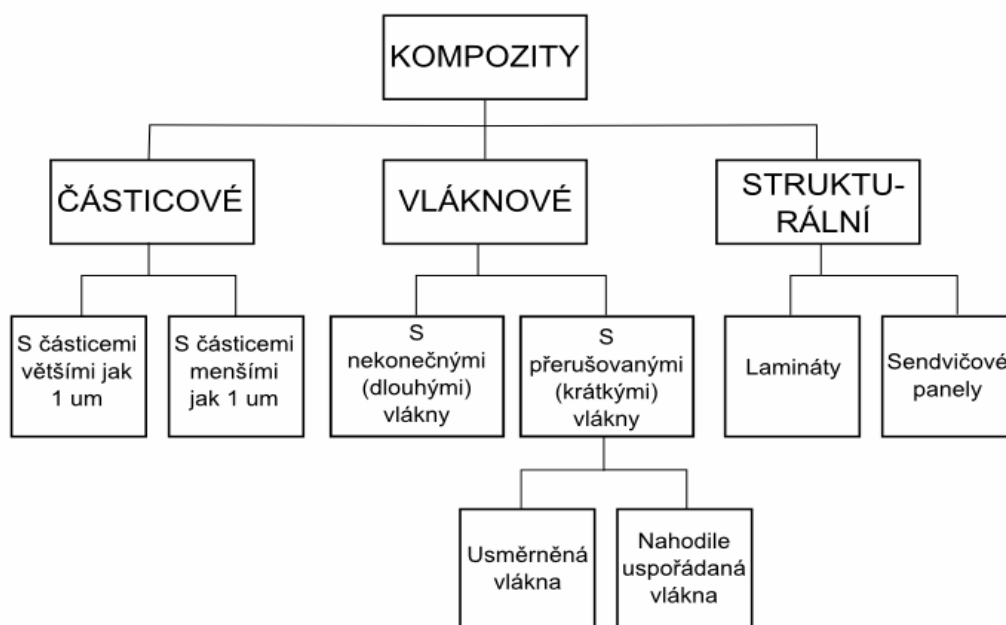 KOMPOZITY
ČÁSTICOVÉ
VLÁKNOVÉ
STRUKTU-
RÁLNÍ
S částicemi
většími jak
1 um
S částicemi
menšími
jak 1 um
S
nekonečnými
(dlouhými)
vlákny
S
přerušovanými
(krátkými)
vlákny
Lamináty
Sendvičové
panely
Usměrněná
vlákna
Nahodile
uspořádaná
vlákna